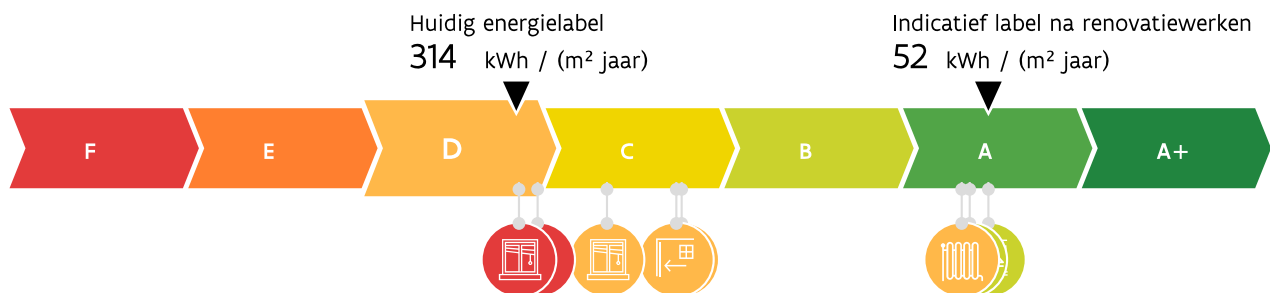 Huidig energielabel
314 kWh / (m² jaar)
Indicatief label na renovatiewerken
52 kWh / (m² jaar)
F E D C B A A+